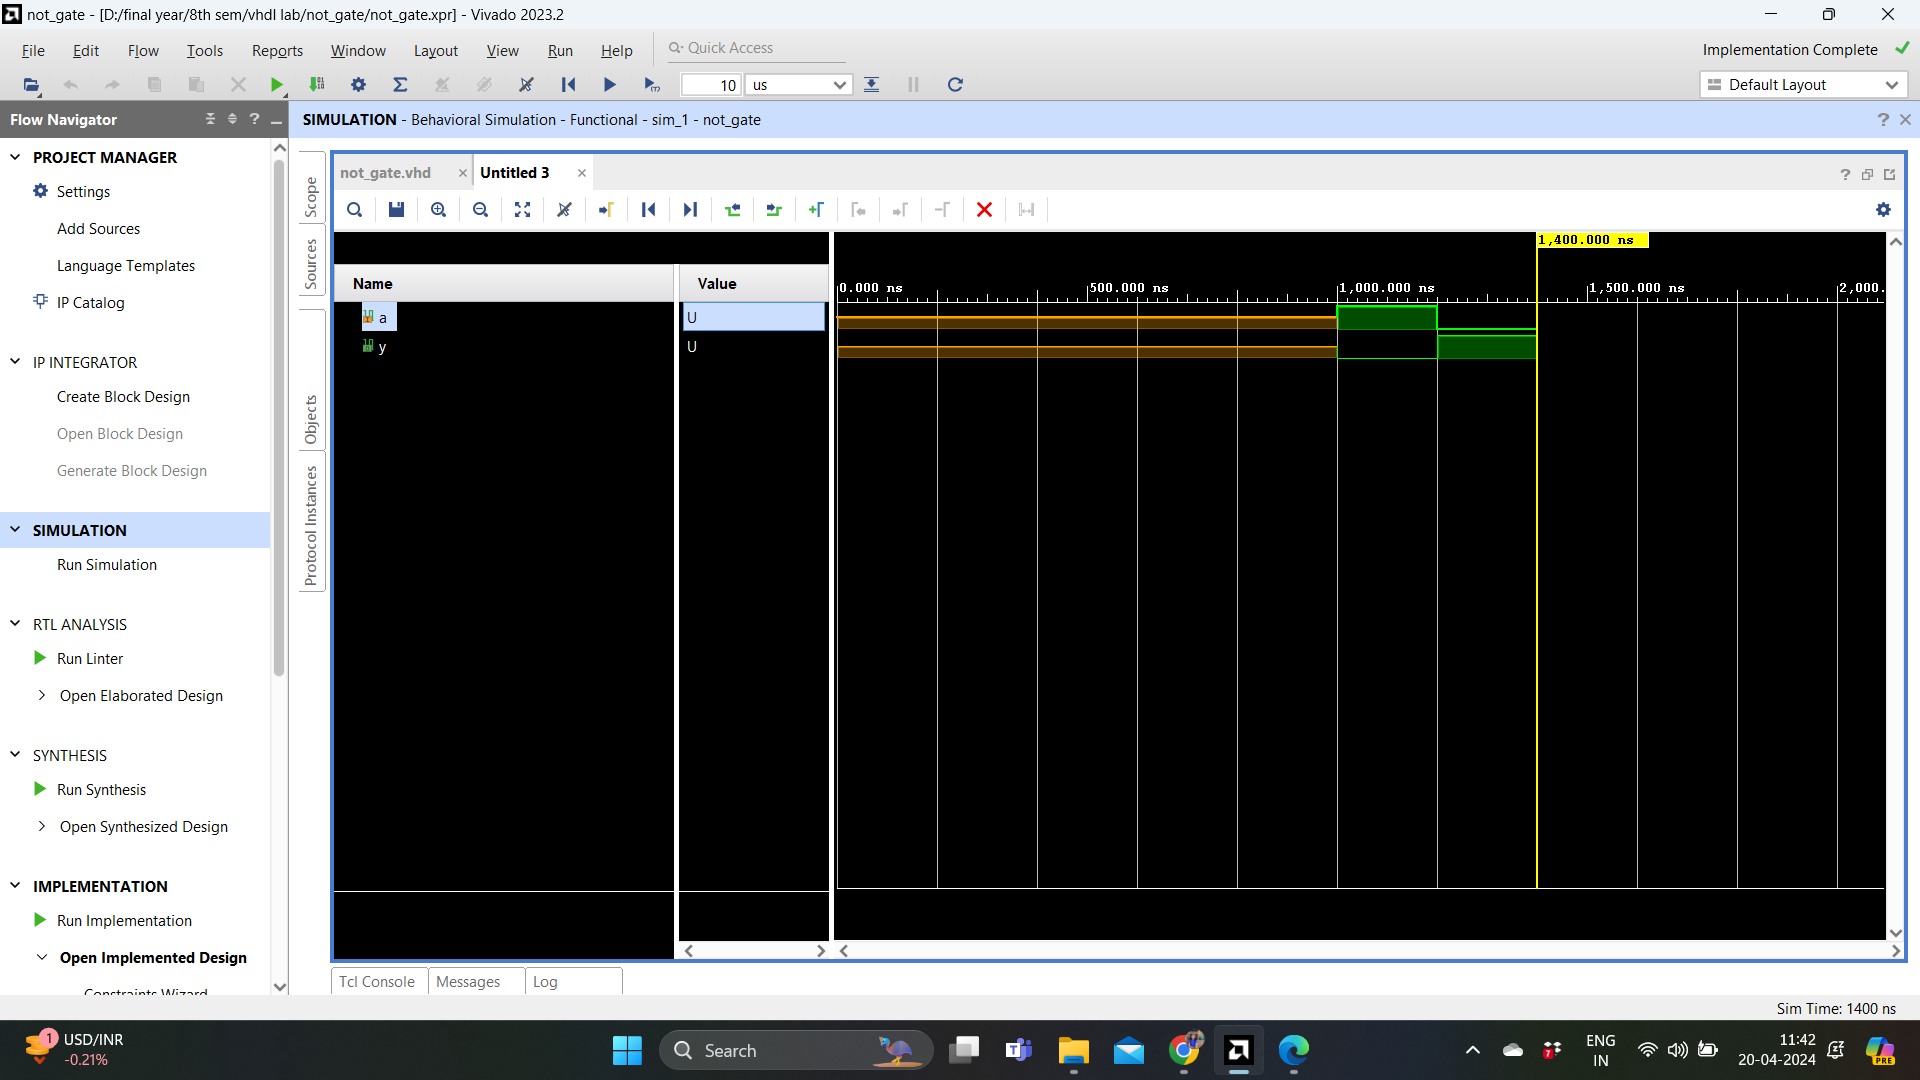 not_gate - [D:/final year/8th sem/vhdl lab/not_gate/not_gate.xpr] - Vivado 2023.2
File Edit Flow Tools Reports Window Layout View Run Help Quick Access Implementation Complete
10 us Default Layout
Flow Navigator
SIMULATION - Behavioral Simulation - Functional - sim_1 - not_gate
PROJECT MANAGER
Settings
Add Sources
Language Templates
IP Catalog
IP INTEGRATOR
Create Block Design
Open Block Design
Generate Block Design
SIMULATION
Run Simulation
RTL ANALYSIS
Run Linter
Open Elaborated Design
SYNTHESIS
Run Synthesis
Open Synthesized Design
IMPLEMENTATION
Run Implementation
Open Implemented Design
Constraints Wizard
Scope
Sources
Objects
Protocol Instances
not_gate.vhd Untitled 3
1,400.000 ns
Name Value
0.000 ns 500.000 ns 1,000.000 ns 1,500.000 ns 2,000.
a U
y U
Tcl Console Messages Log
Sim Time: 1400 ns
1 USD/INR
-0.21%
Search
7
ENG
IN
11:42
20-04-2024
PRE